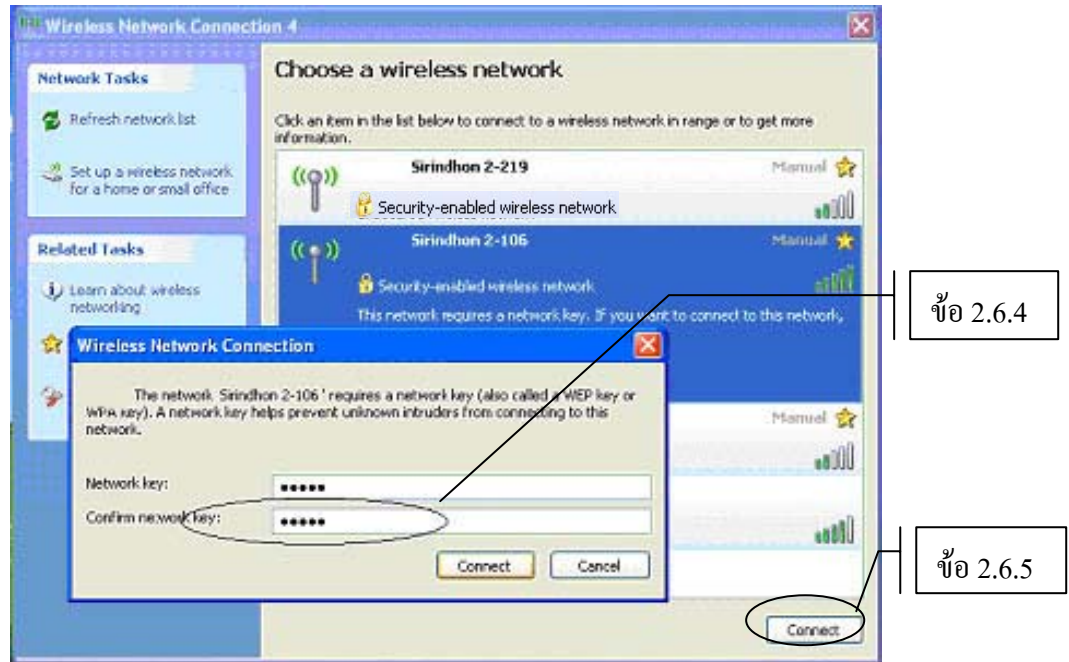 Wireless Network Connection 4
Network Tasks
Refresh network list
Set up a wireless network
for a home or small office
Related Tasks
Learn about wireless
networking
Choose a wireless network
Click an item in the list below to connect to a wireless network in range or to get more
information.
Sirindhon 2-219
Manual
Security-enabled wireless network
Sirindhon 2-106
Manual
Security-enabled wireless network
This network requires a network key. If you want to connect to this network,
Manual
Connect
Wireless Network Connection
The network Sirindhon 2-106 ' requires a network key (also called a WEP key or
WPA key). A network key helps prevent unknown intruders from connecting to this
network.
Network key:
•••••
Confirm network key:
•••••
Connect
Cancel
ข้อ 2.6.4
ข้อ 2.6.5